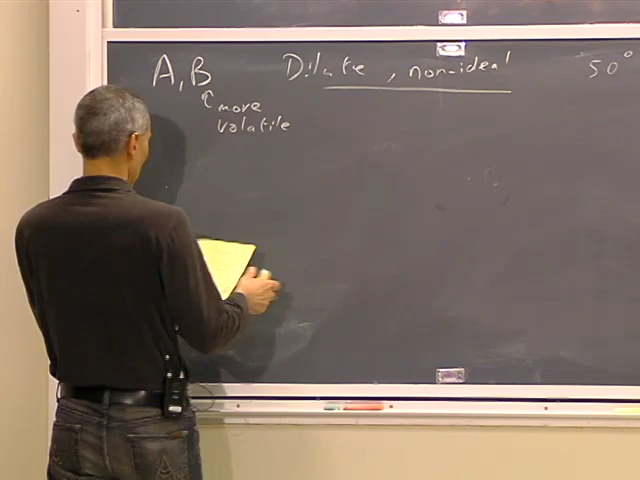 A, B Dilute, non-ideal 50°
↑ more
volatile